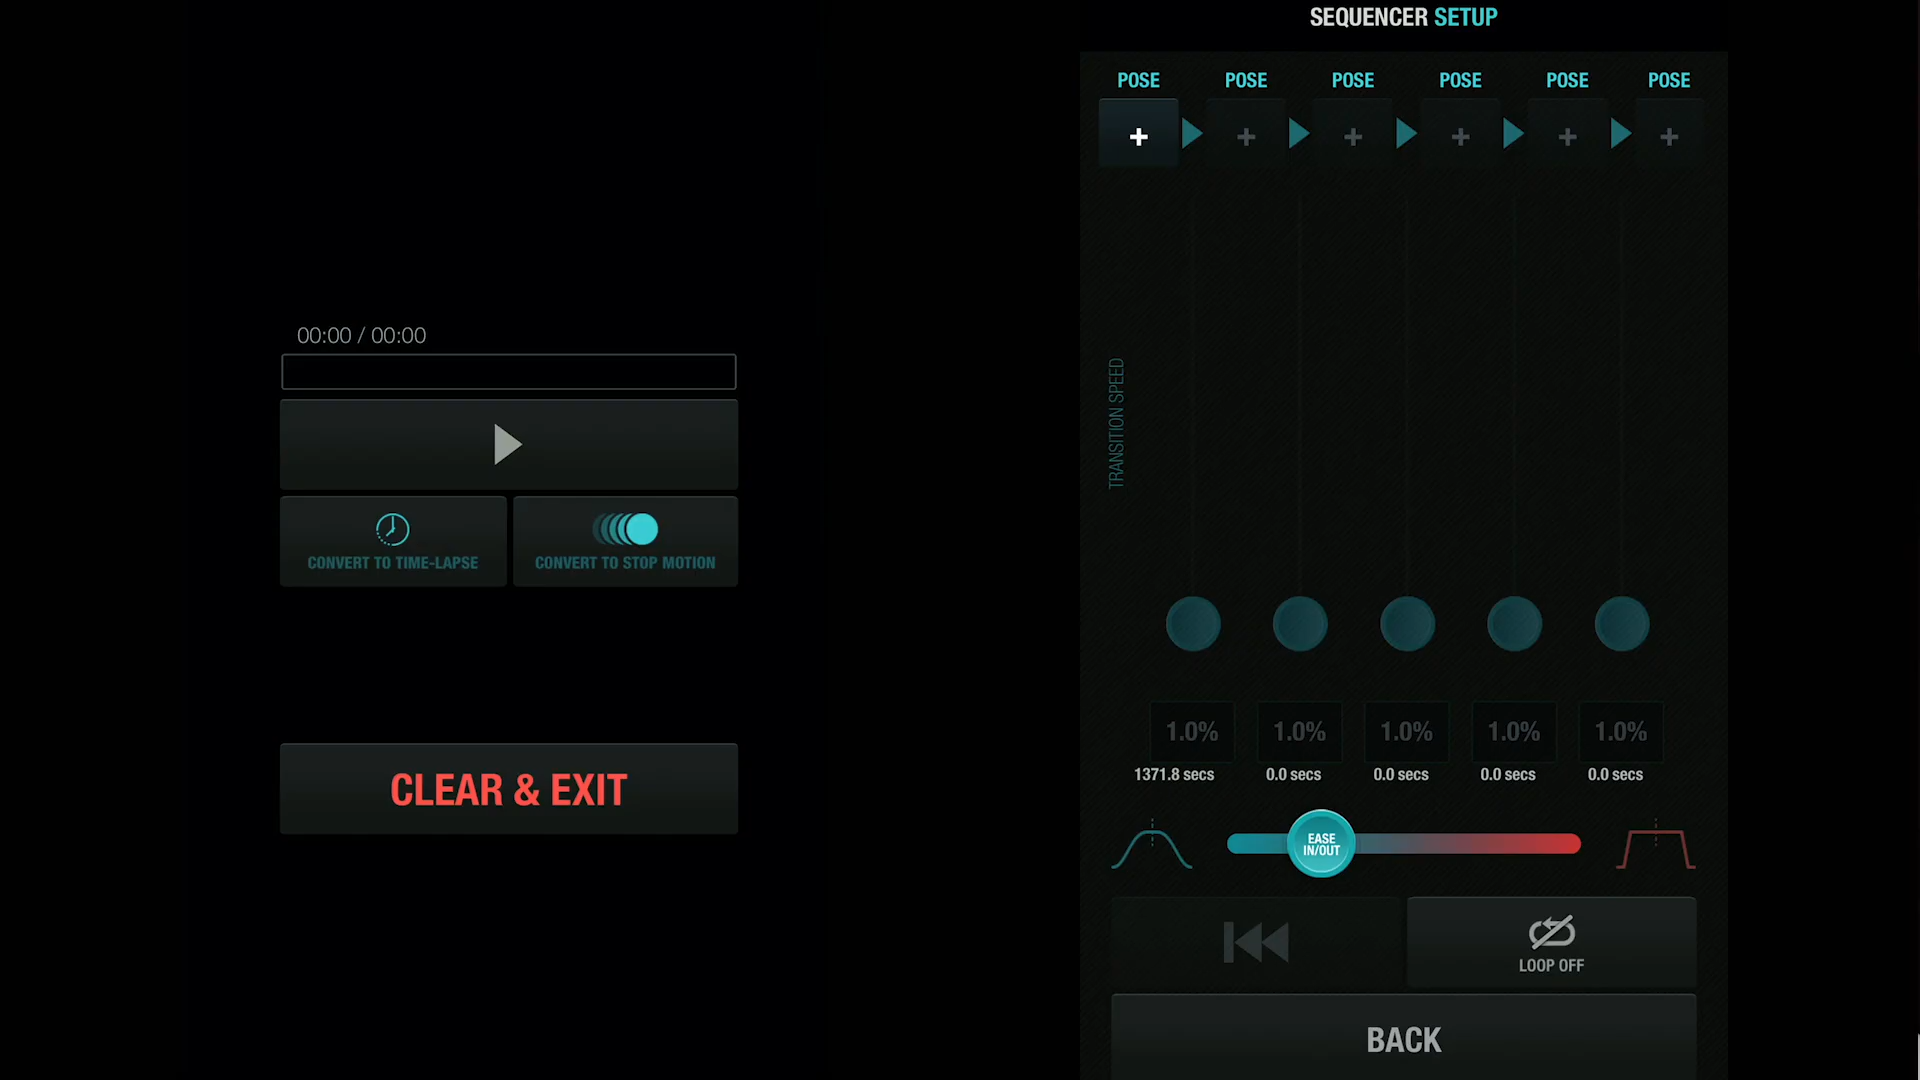 00:00 / 00:00
CONVERT TO TIME-LAPSE
CONVERT TO STOP MOTION
CLEAR & EXIT
SEQUENCER SETUP
POSE POSE POSE POSE POSE POSE
+ + + + + +
TRANSITION SPEED
1.0% 1.0% 1.0% 1.0% 1.0%
1371.8 secs 0.0 secs 0.0 secs 0.0 secs 0.0 secs
EASE
IN/OUT
LOOP OFF
BACK